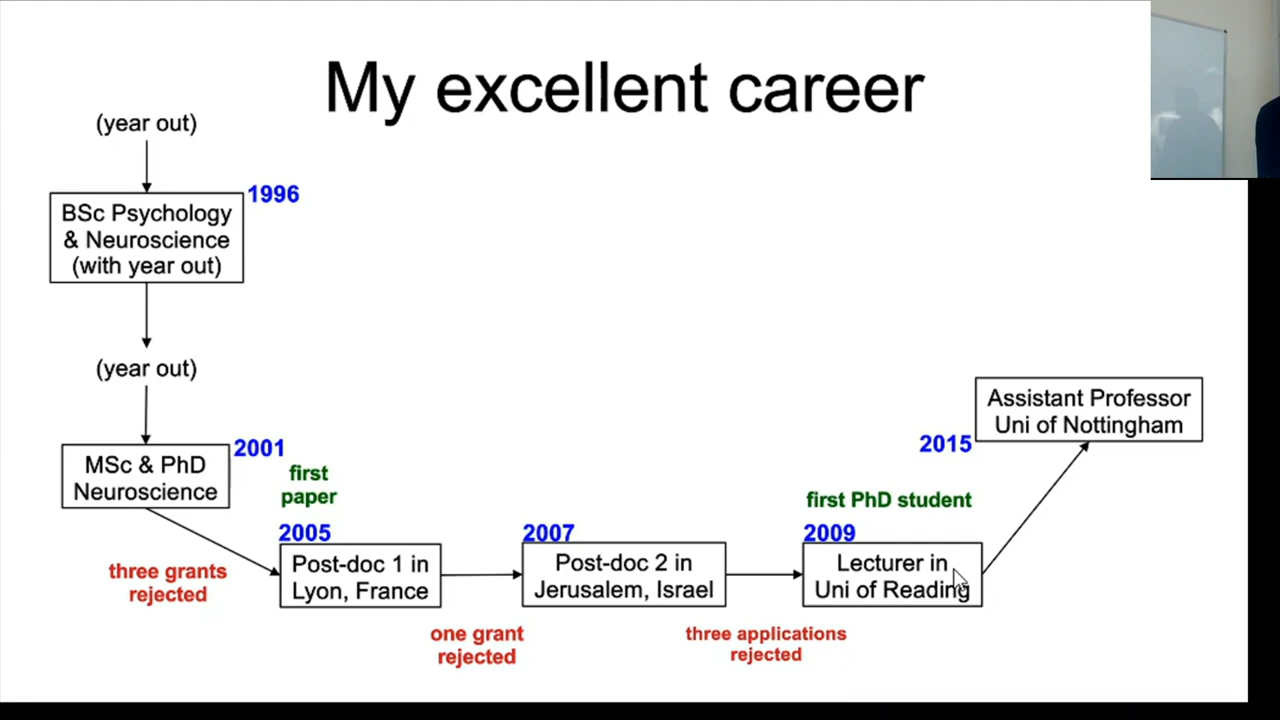 My excellent career
(year out)
1996
BSc Psychology
& Neuroscience
(with year out)
(year out)
2001
MSc & PhD
Neuroscience
three grants
rejected
first
paper
2005
Post-doc 1 in
Lyon, France
one grant
rejected
2007
Post-doc 2 in
Jerusalem, Israel
three applications
rejected
first PhD student
2009
Lecturer in
Uni of Reading
2015
Assistant Professor
Uni of Nottingham